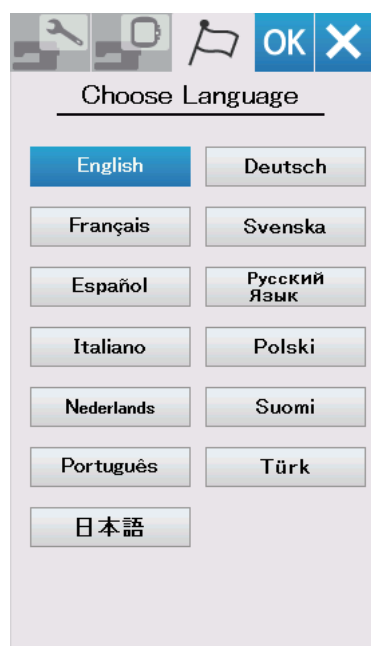 OK
Choose Language
English
Deutsch
Français
Svenska
Español
Русский
Язык
Italiano
Polski
Nederlands
Suomi
Português
Türk
日本語